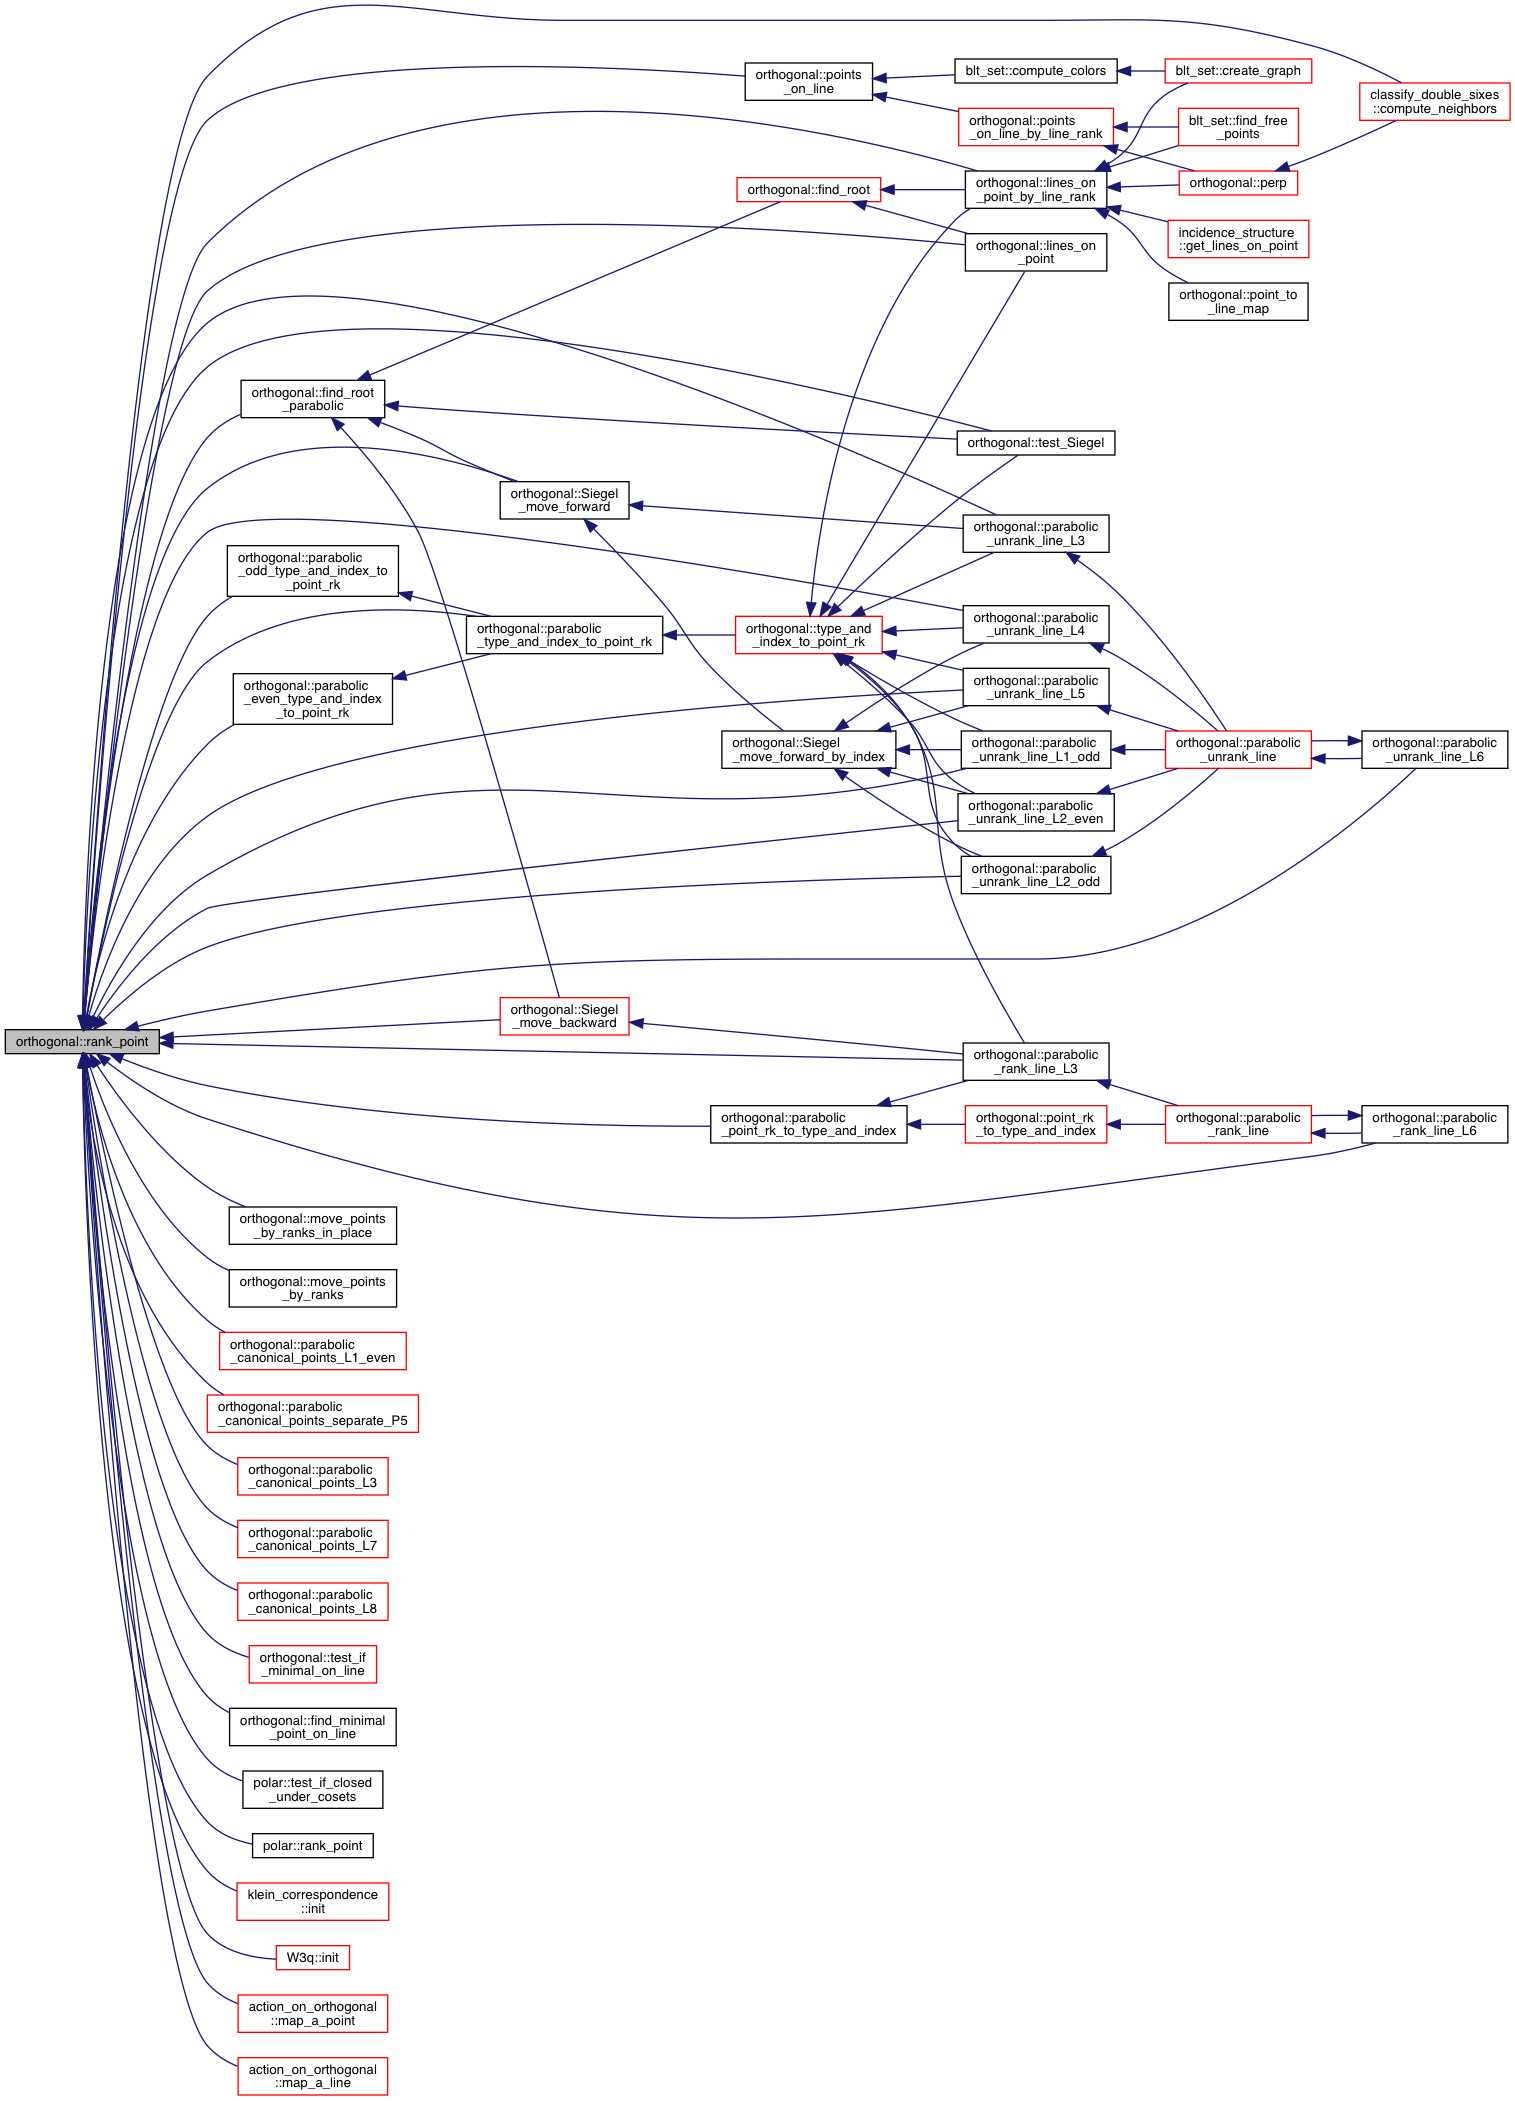 orthogonal::points
_on_line
blt_set::compute_colors
blt_set::create_graph
classify_double_sixes
::compute_neighbors
orthogonal::points
_on_line_by_line_rank
blt_set::find_free
_points
orthogonal::find_root
orthogonal::lines_on
_point_by_line_rank
orthogonal::perp
incidence_structure
::get_lines_on_point
orthogonal::lines_on
_point
orthogonal::point_to
_line_map
orthogonal::find_root
_parabolic
orthogonal::test_Siegel
orthogonal::Siegel
_move_forward
orthogonal::parabolic
_unrank_line_L3
orthogonal::parabolic
_odd_type_and_index_to
_point_rk
orthogonal::parabolic
_type_and_index_to_point_rk
orthogonal::type_and
_index_to_point_rk
orthogonal::parabolic
_unrank_line_L4
orthogonal::parabolic
_even_type_and_index
_to_point_rk
orthogonal::parabolic
_unrank_line_L5
orthogonal::Siegel
_move_forward_by_index
orthogonal::parabolic
_unrank_line_L1_odd
orthogonal::parabolic
_unrank_line
orthogonal::parabolic
_unrank_line_L6
orthogonal::parabolic
_unrank_line_L2_even
orthogonal::parabolic
_unrank_line_L2_odd
orthogonal::Siegel
_move_backward
orthogonal::rank_point
orthogonal::parabolic
_rank_line_L3
orthogonal::parabolic
_point_rk_to_type_and_index
orthogonal::point_rk
_to_type_and_index
orthogonal::parabolic
_rank_line
orthogonal::parabolic
_rank_line_L6
orthogonal::move_points
_by_ranks_in_place
orthogonal::move_points
_by_ranks
orthogonal::parabolic
_canonical_points_L1_even
orthogonal::parabolic
_canonical_points_separate_P5
orthogonal::parabolic
_canonical_points_L3
orthogonal::parabolic
_canonical_points_L7
orthogonal::parabolic
_canonical_points_L8
orthogonal::test_if
_minimal_on_line
orthogonal::find_minimal
_point_on_line
polar::test_if_closed
_under_cosets
polar::rank_point
klein_correspondence
::init
W3q::init
action_on_orthogonal
::map_a_point
action_on_orthogonal
::map_a_line